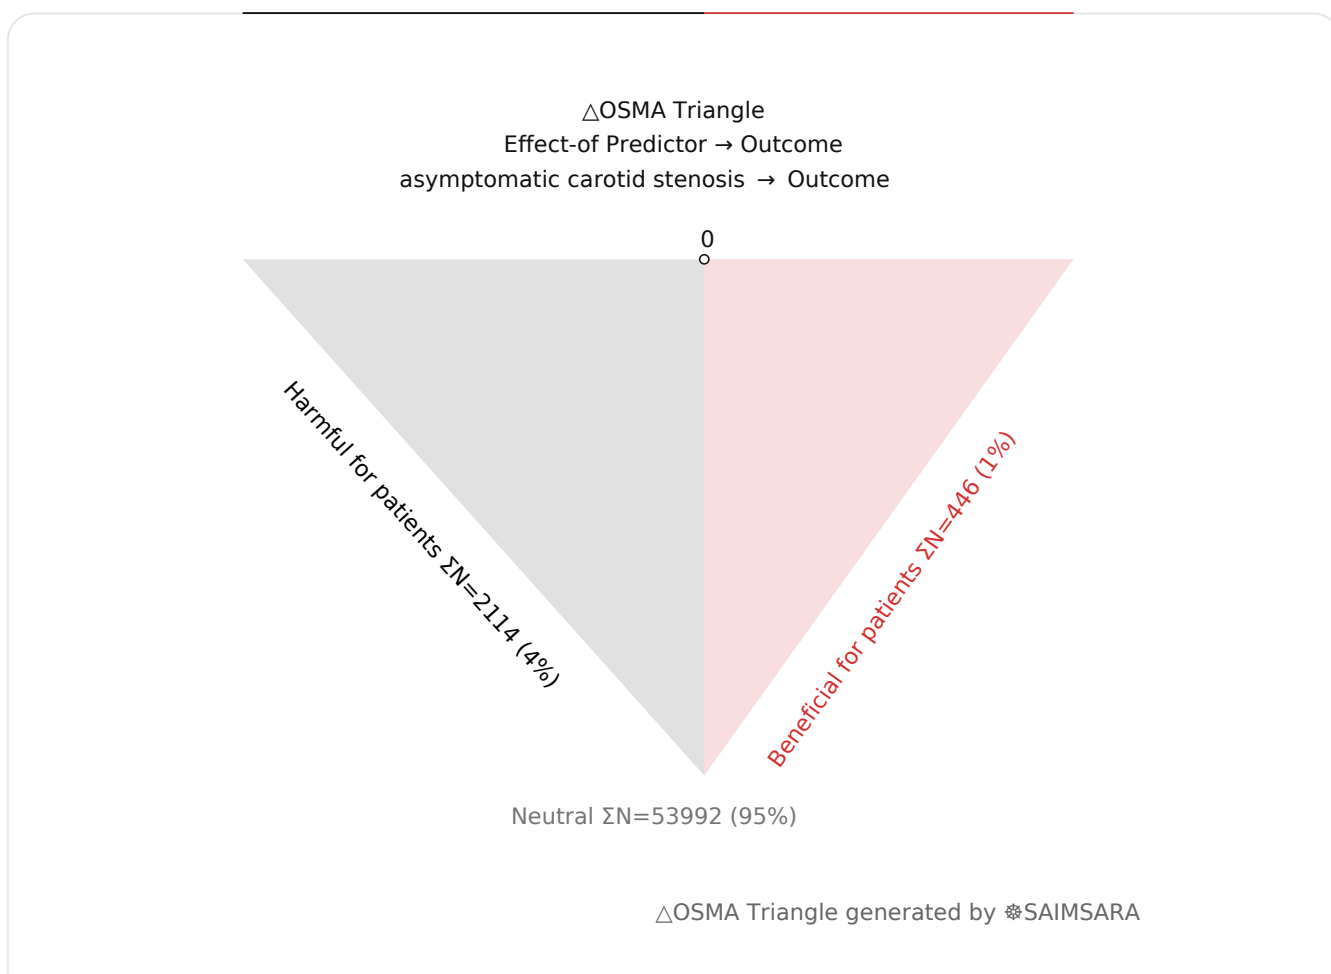 △OSMA Triangle
Effect-of Predictor → Outcome
asymptomatic carotid stenosis → Outcome
0
Harmful for patients ΣN=2114 (4%)
Beneficial for patients ΣN=446 (1%)
Neutral ΣN=53992 (95%)
△OSMA Triangle generated by ☸SAIMSARA